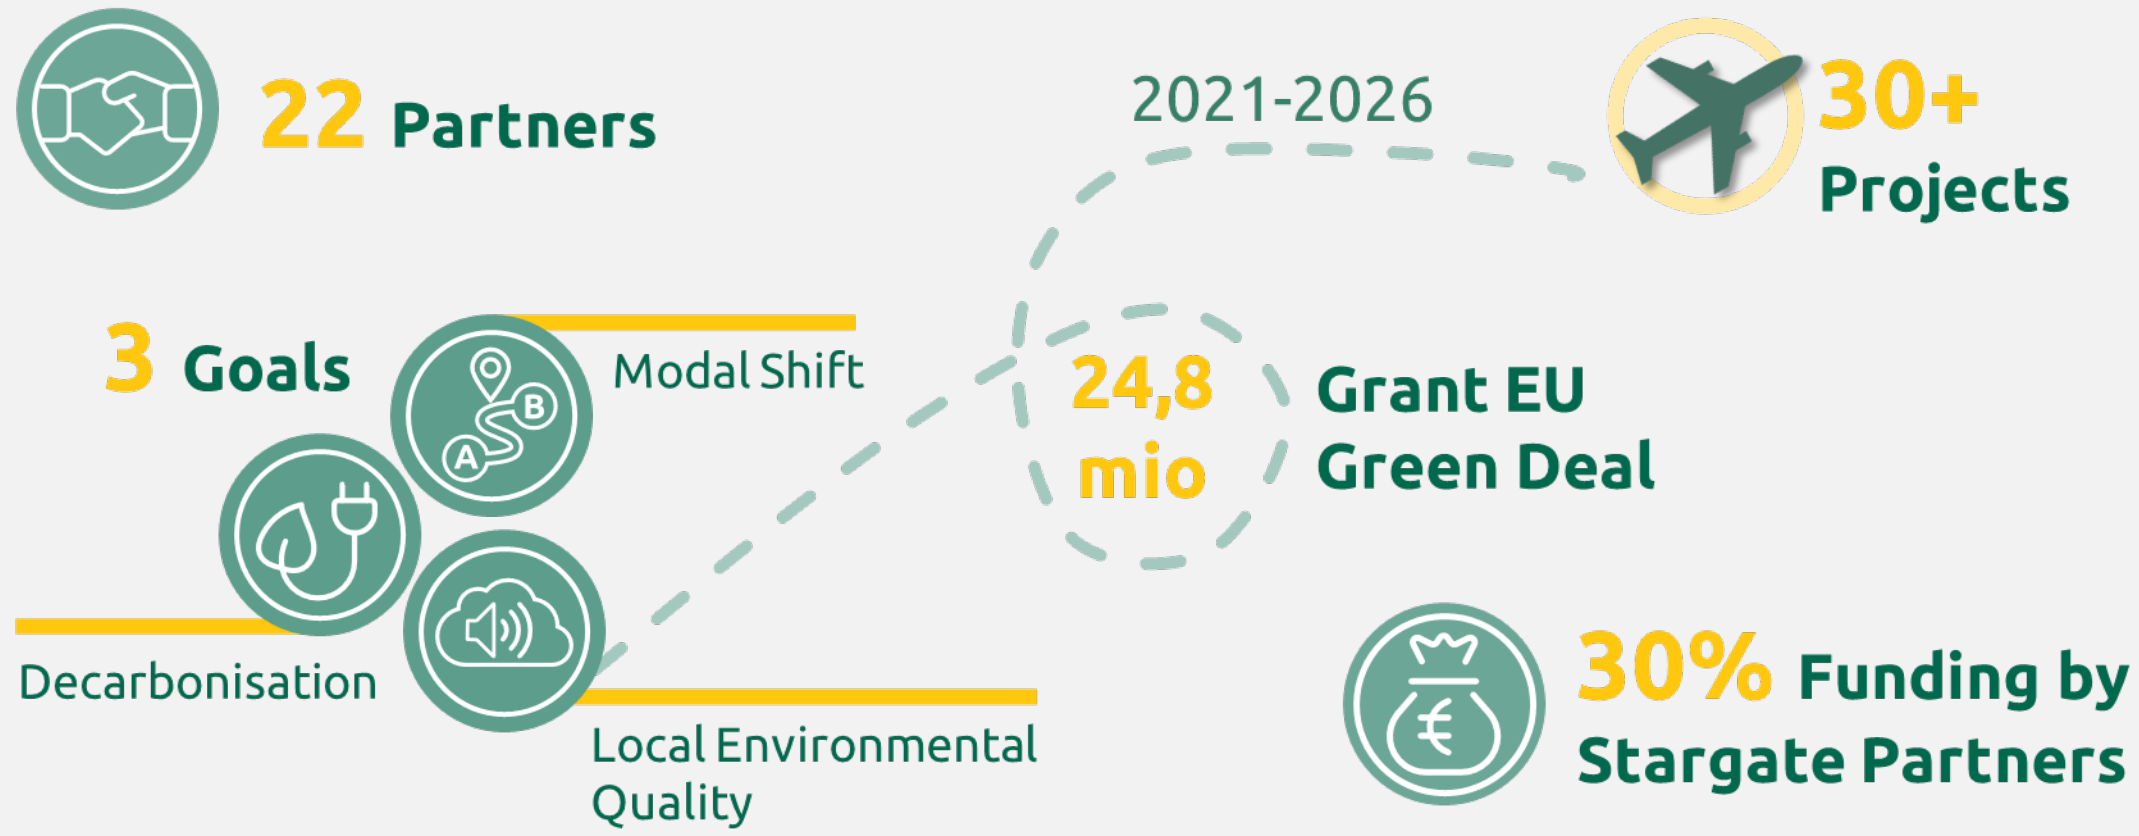 22 Partners
2021-2026
30+
Projects
3 Goals
Modal Shift
B
A
Decarbonisation
Local Environmental
Quality
24,8
mio
Grant EU
Green Deal
€
30% Funding by
Stargate Partners